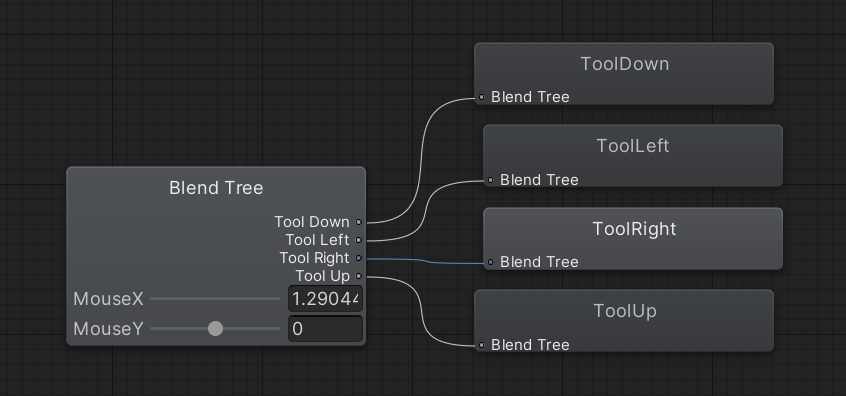 Blend Tree
Tool Down
Tool Left
Tool Right
Tool Up
MouseX 1.29044
MouseY 0
ToolDown
Blend Tree
ToolLeft
Blend Tree
ToolRight
Blend Tree
ToolUp
Blend Tree